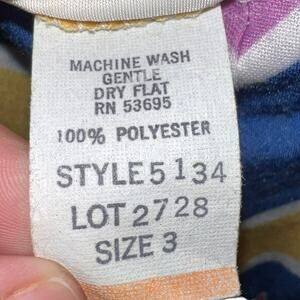 MACHINE WASH
GENTLE
DRY FLAT
RN 53695
100% POLYESTER
STYLE 5134
LOT 2728
SIZE 3